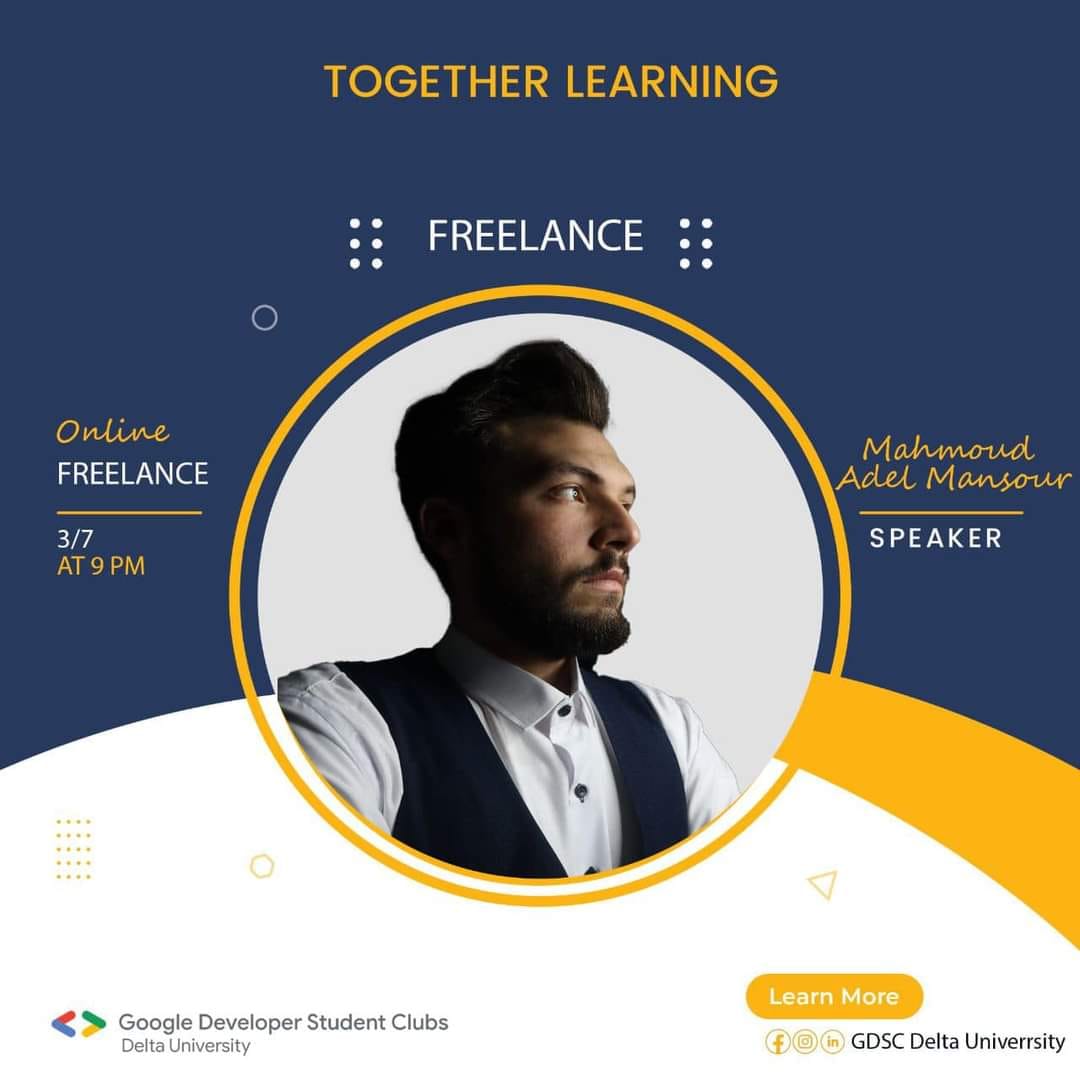 TOGETHER LEARNING
FREELANCE
Online
FREELANCE
3/7
AT 9 PM
Mahmoud
Adel Mansour
SPEAKER
Learn More
Google Developer Student Clubs
Delta University
GDSC Delta Univerrsity